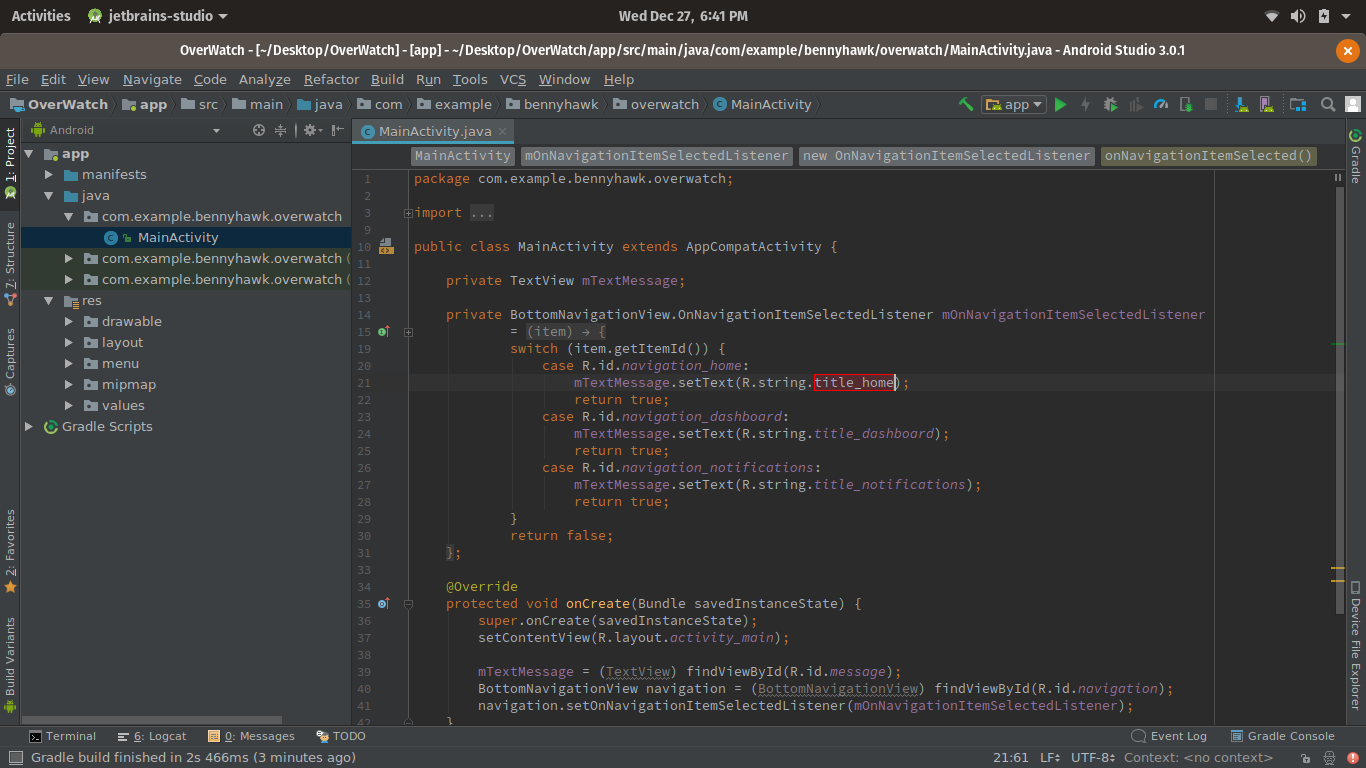 Activities jetbrains-studio Wed Dec 27, 6:41 PM
OverWatch - [~/Desktop/OverWatch] - [app] - ~/Desktop/OverWatch/app/src/main/java/com/example/bennyhawk/overwatch/MainActivity.java - Android Studio 3.0.1
File Edit View Navigate Code Analyze Refactor Build Run Tools VCS Window Help
OverWatch app src main java com example bennyhawk overwatch MainActivity app
1: Project
7: Structure
Captures
2: Favorites
Build Variants
Android
app
manifests
java
com.example.bennyhawk.overwatch
MainActivity
com.example.bennyhawk.overwatch (
com.example.bennyhawk.overwatch (
res
drawable
layout
menu
mipmap
values
Gradle Scripts
MainActivity.java
MainActivity mOnNavigationItemSelectedListener new OnNavigationItemSelectedListener onNavigationItemSelected()
1 package com.example.bennyhawk.overwatch;
2
3 import ...
9
10 public class MainActivity extends AppCompatActivity {
11
12 private TextView mTextMessage;
13
14 private BottomNavigationView.OnNavigationItemSelectedListener mOnNavigationItemSelectedListener
15 = (item) → {
19 switch (item.getItemId()) {
20 case R.id.navigation_home:
21 mTextMessage.setText(R.string.title_home);
22 return true;
23 case R.id.navigation_dashboard:
24 mTextMessage.setText(R.string.title_dashboard);
25 return true;
26 case R.id.navigation_notifications:
27 mTextMessage.setText(R.string.title_notifications);
28 return true;
29 }
30 return false;
31 };
33
34 @Override
35 protected void onCreate(Bundle savedInstanceState) {
36 super.onCreate(savedInstanceState);
37 setContentView(R.layout.activity_main);
38
39 mTextMessage = (TextView) findViewById(R.id.message);
40 BottomNavigationView navigation = (BottomNavigationView) findViewById(R.id.navigation);
41 navigation.setOnNavigationItemSelectedListener(mOnNavigationItemSelectedListener);
42 }
Gradle
Device File Explorer
Terminal 6: Logcat 0: Messages TODO Event Log Gradle Console
Gradle build finished in 2s 466ms (3 minutes ago) 21:61 LF UTF-8 Context: <no context>